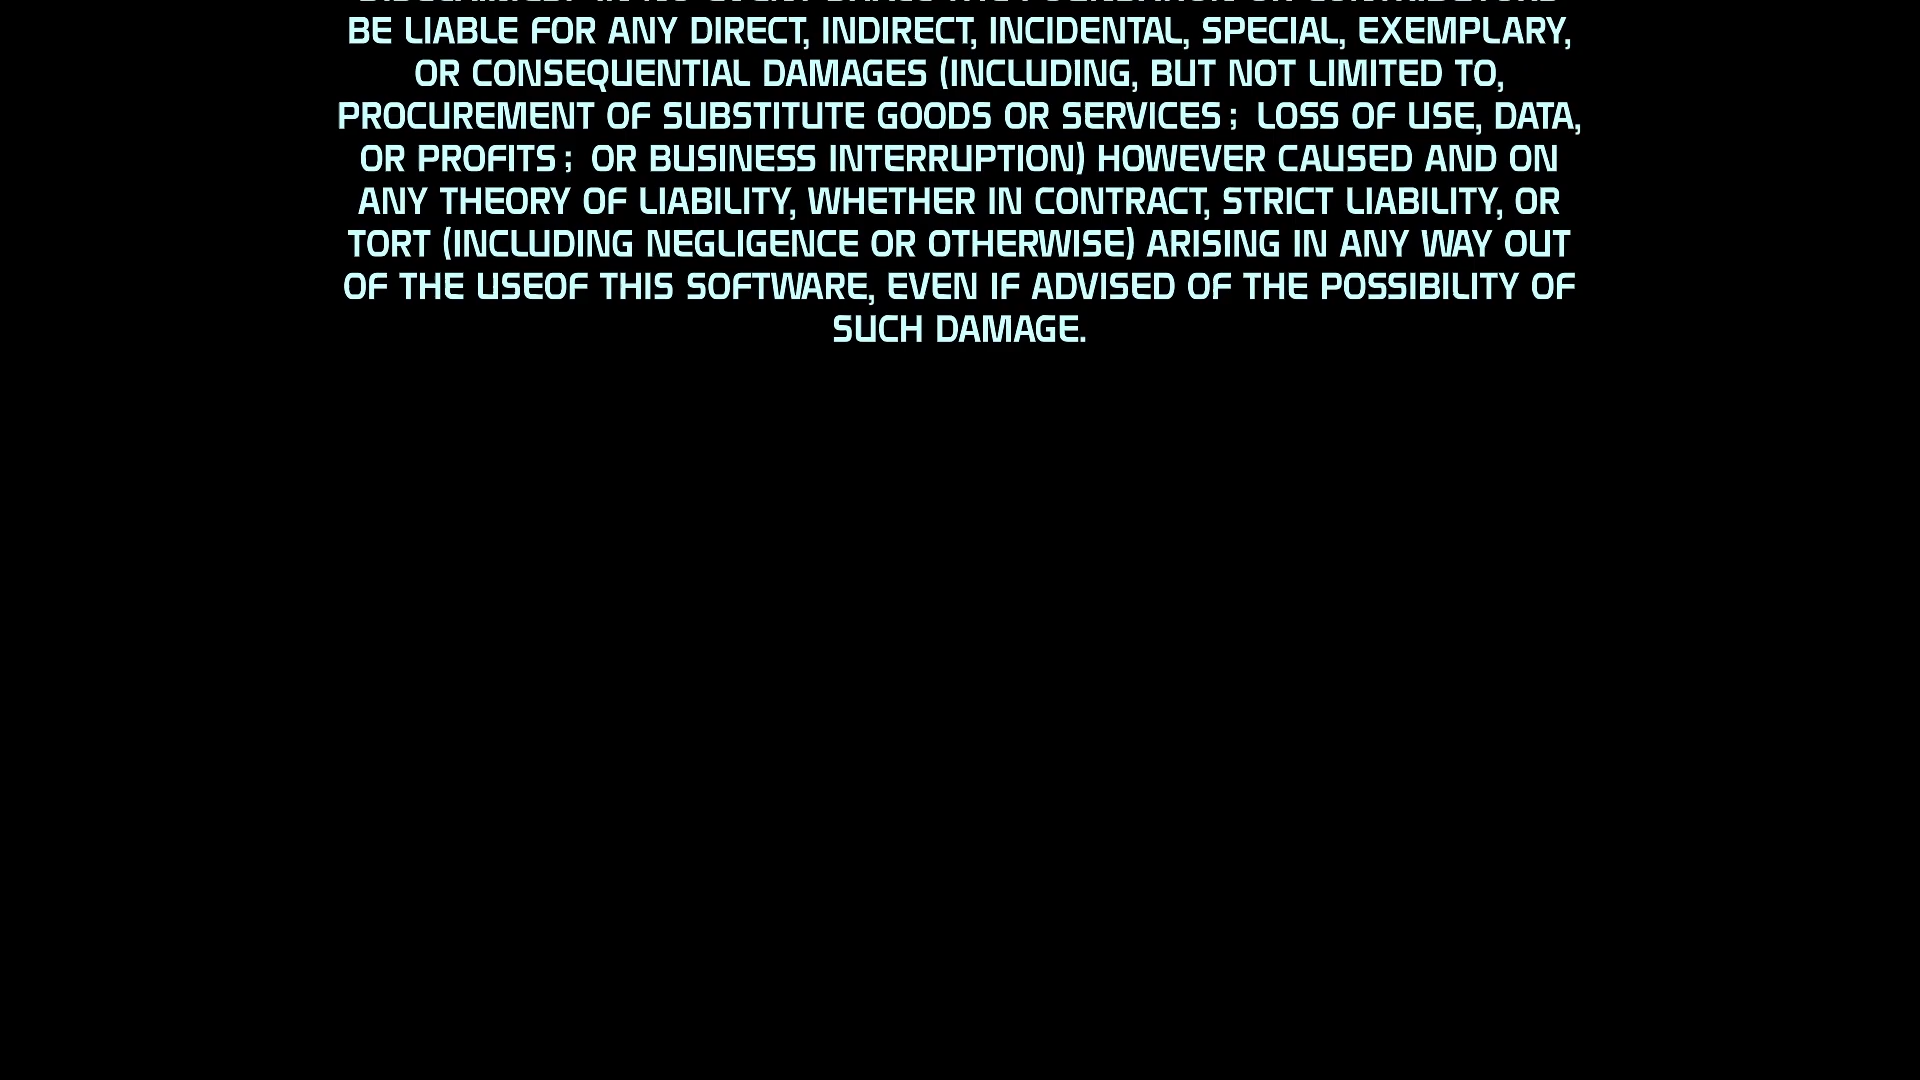 BE LIABLE FOR ANY DIRECT, INDIRECT, INCIDENTAL, SPECIAL, EXEMPLARY,
OR CONSEQUENTIAL DAMAGES (INCLUDING, BUT NOT LIMITED TO,
PROCUREMENT OF SUBSTITUTE GOODS OR SERVICES; LOSS OF USE, DATA,
OR PROFITS; OR BUSINESS INTERRUPTION) HOWEVER CAUSED AND ON
ANY THEORY OF LIABILITY, WHETHER IN CONTRACT, STRICT LIABILITY, OR
TORT (INCLUDING NEGLIGENCE OR OTHERWISE) ARISING IN ANY WAY OUT
OF THE USEOF THIS SOFTWARE, EVEN IF ADVISED OF THE POSSIBILITY OF
SUCH DAMAGE.